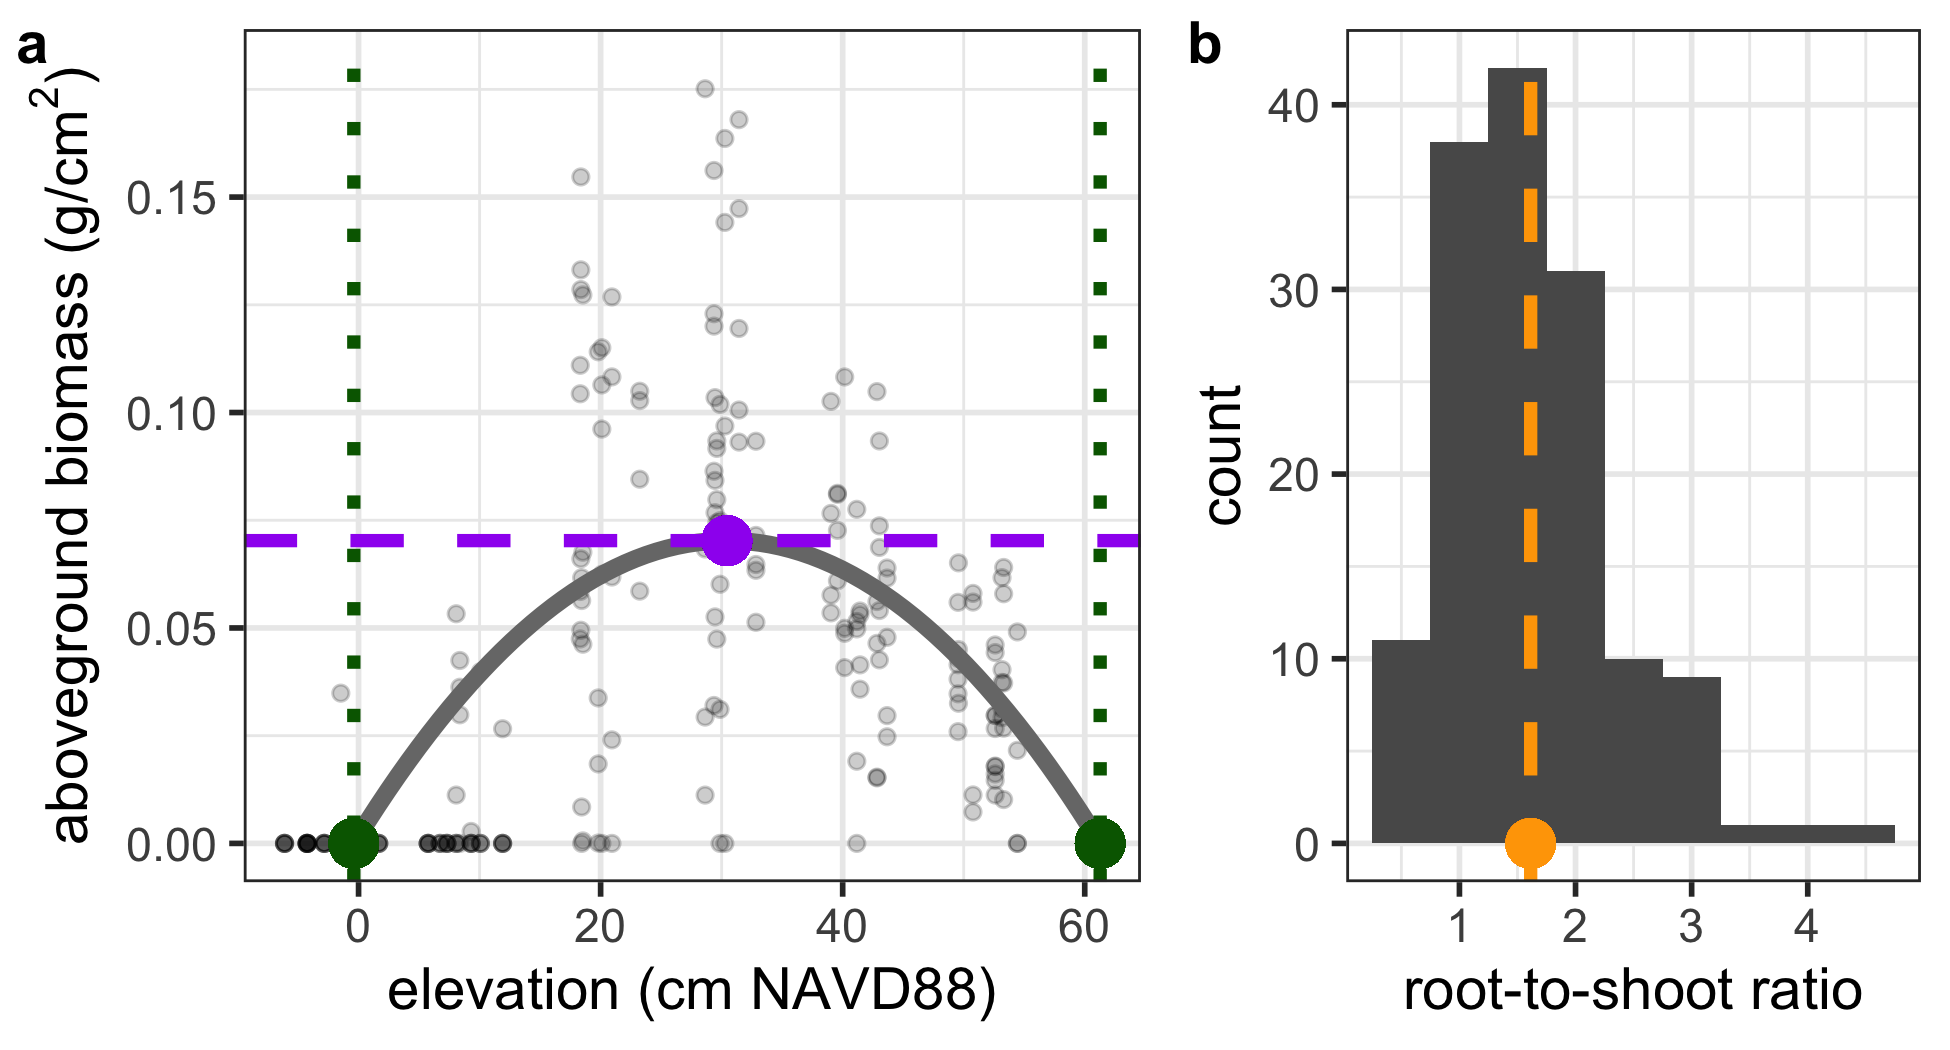 a
aboveground biomass (g/cm²)
0.15
0.10
0.05
0.00
0 20 40 60
elevation (cm NAVD88)
b
count
40
30
20
10
0
1 2 3 4
root-to-shoot ratio